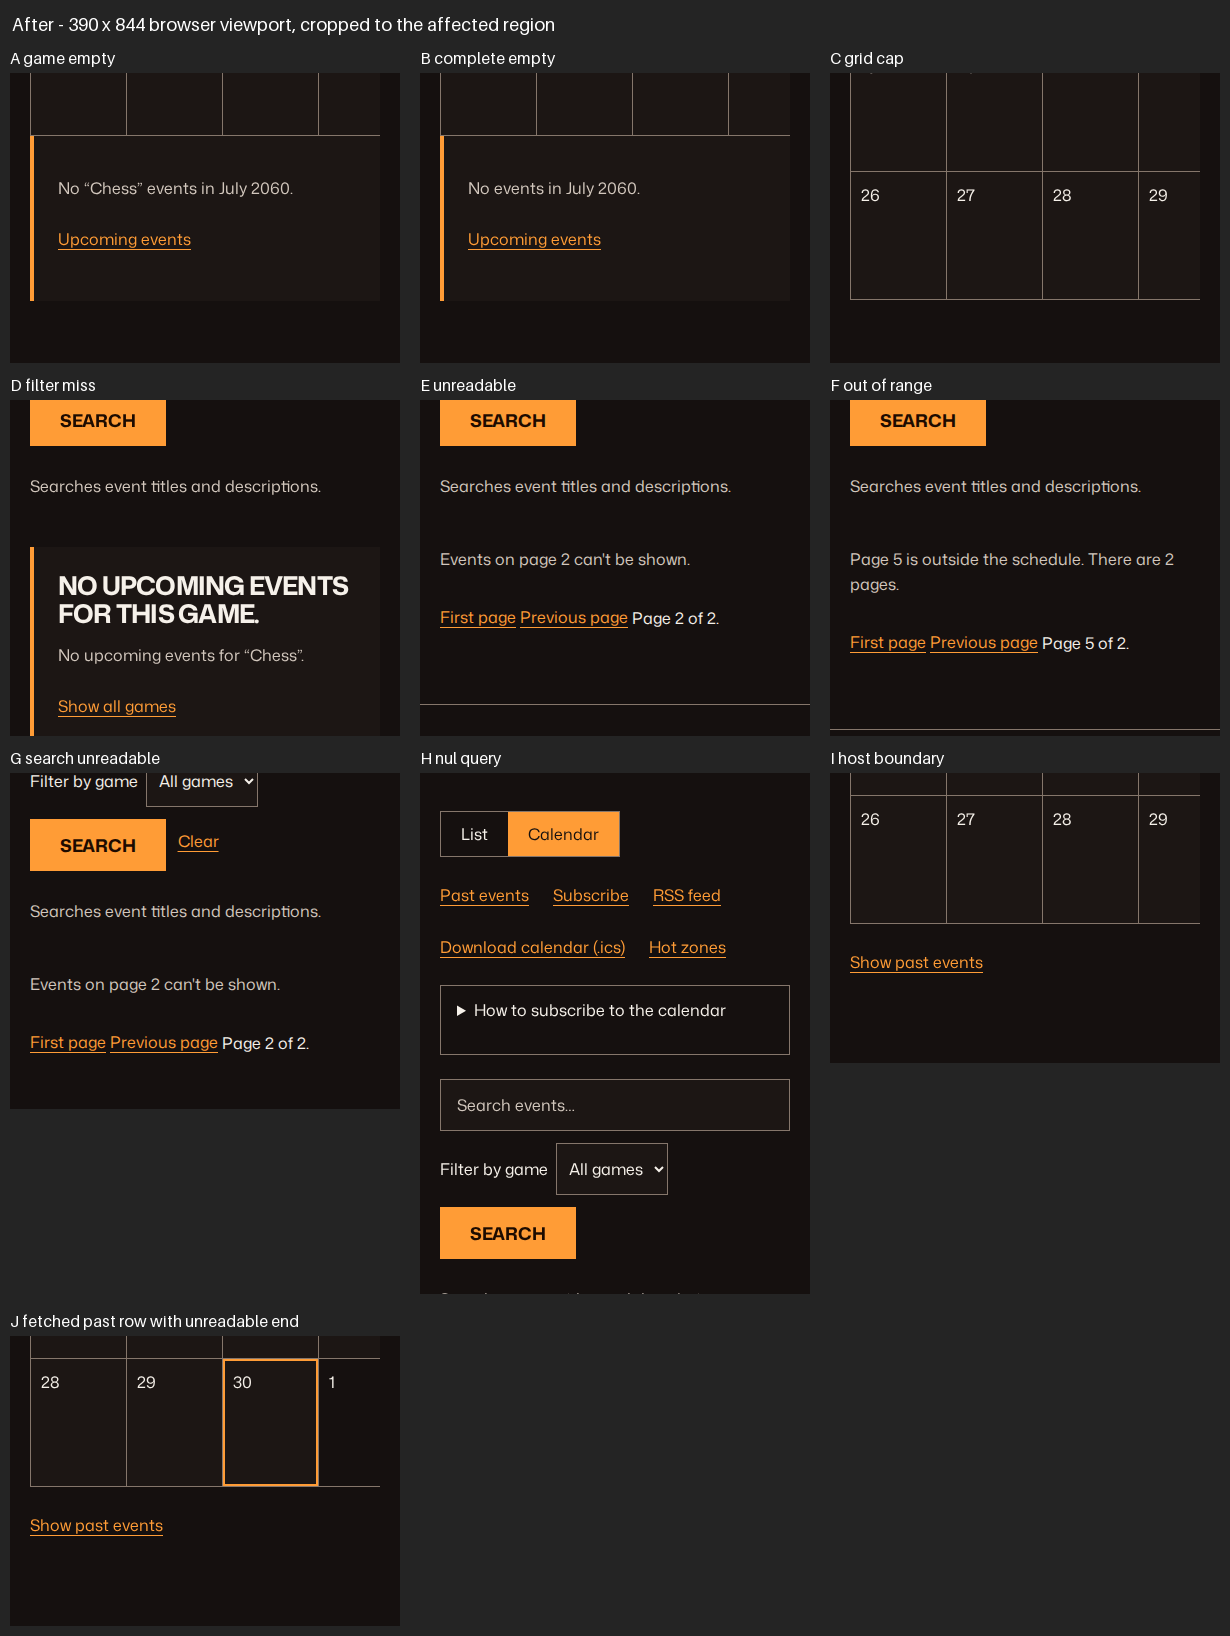 After - 390 x 844 browser viewport, cropped to the affected region
A game empty
No “Chess” events in July 2060.
Upcoming events
B complete empty
No events in July 2060.
Upcoming events
C grid cap
26 27 28 29
D filter miss
SEARCH
Searches event titles and descriptions.
NO UPCOMING EVENTS
FOR THIS GAME.
No upcoming events for “Chess”.
Show all games
E unreadable
SEARCH
Searches event titles and descriptions.
Events on page 2 can't be shown.
First page Previous page Page 2 of 2.
F out of range
SEARCH
Searches event titles and descriptions.
Page 5 is outside the schedule. There are 2
pages.
First page Previous page Page 5 of 2.
G search unreadable
Filter by game All games
SEARCH Clear
Searches event titles and descriptions.
Events on page 2 can't be shown.
First page Previous page Page 2 of 2.
H nul query
List Calendar
Past events Subscribe RSS feed
Download calendar (.ics) Hot zones
How to subscribe to the calendar
Search events...
Filter by game All games
SEARCH
I host boundary
26 27 28 29
Show past events
J fetched past row with unreadable end
28 29 30 1
Show past events